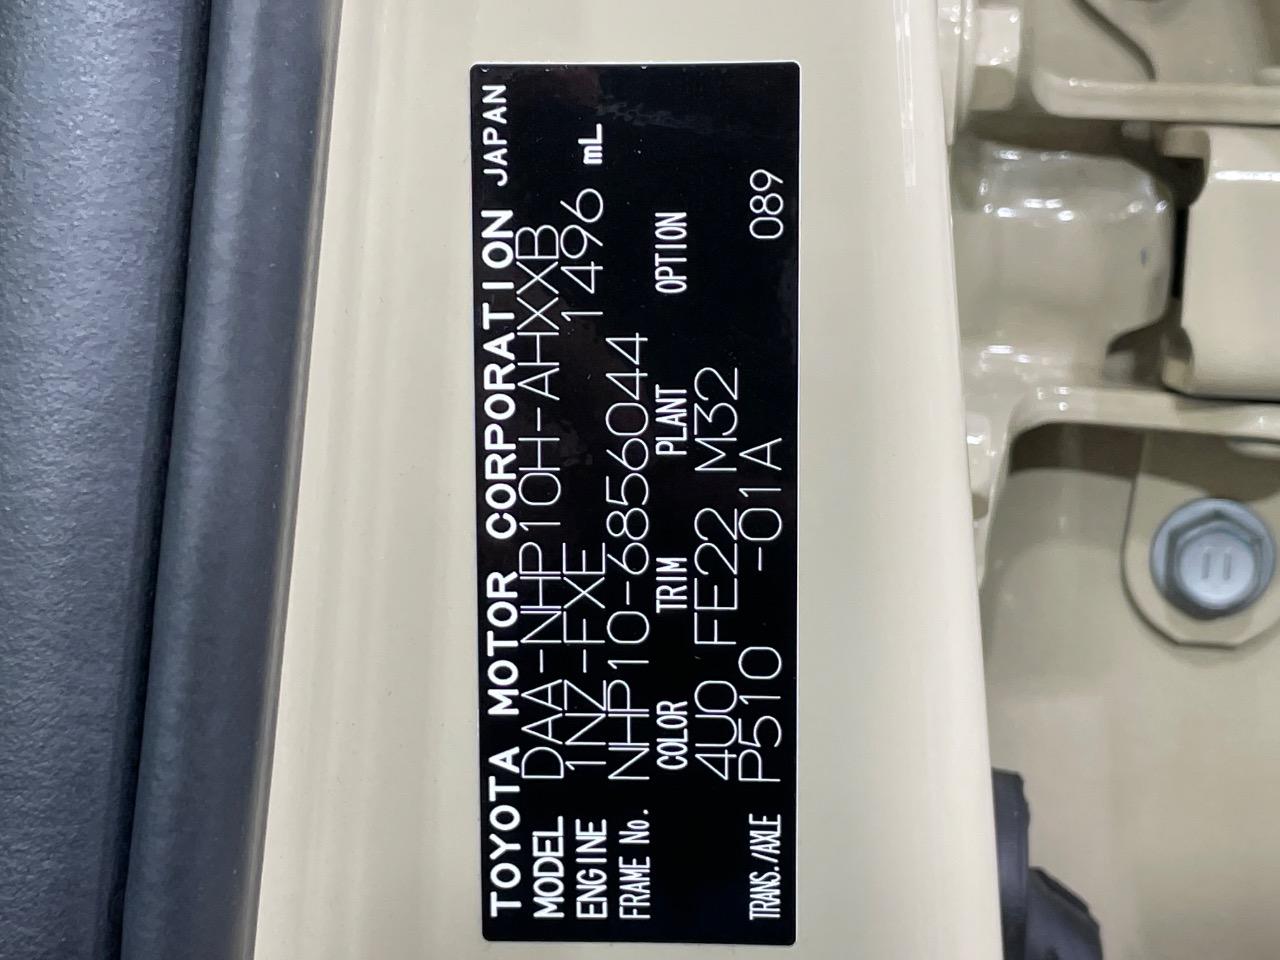 TOYOTA MOTOR CORPORATION JAPAN
MODEL DAA-NHP10H-AHXXB
ENGINE 1NZ-FXE 1496 mL
FRAME No. NHP10-6856044
COLOR TRIM PLANT OPTION
4U0 FE22 M32
TRANS./AXLE P510 -01A 089